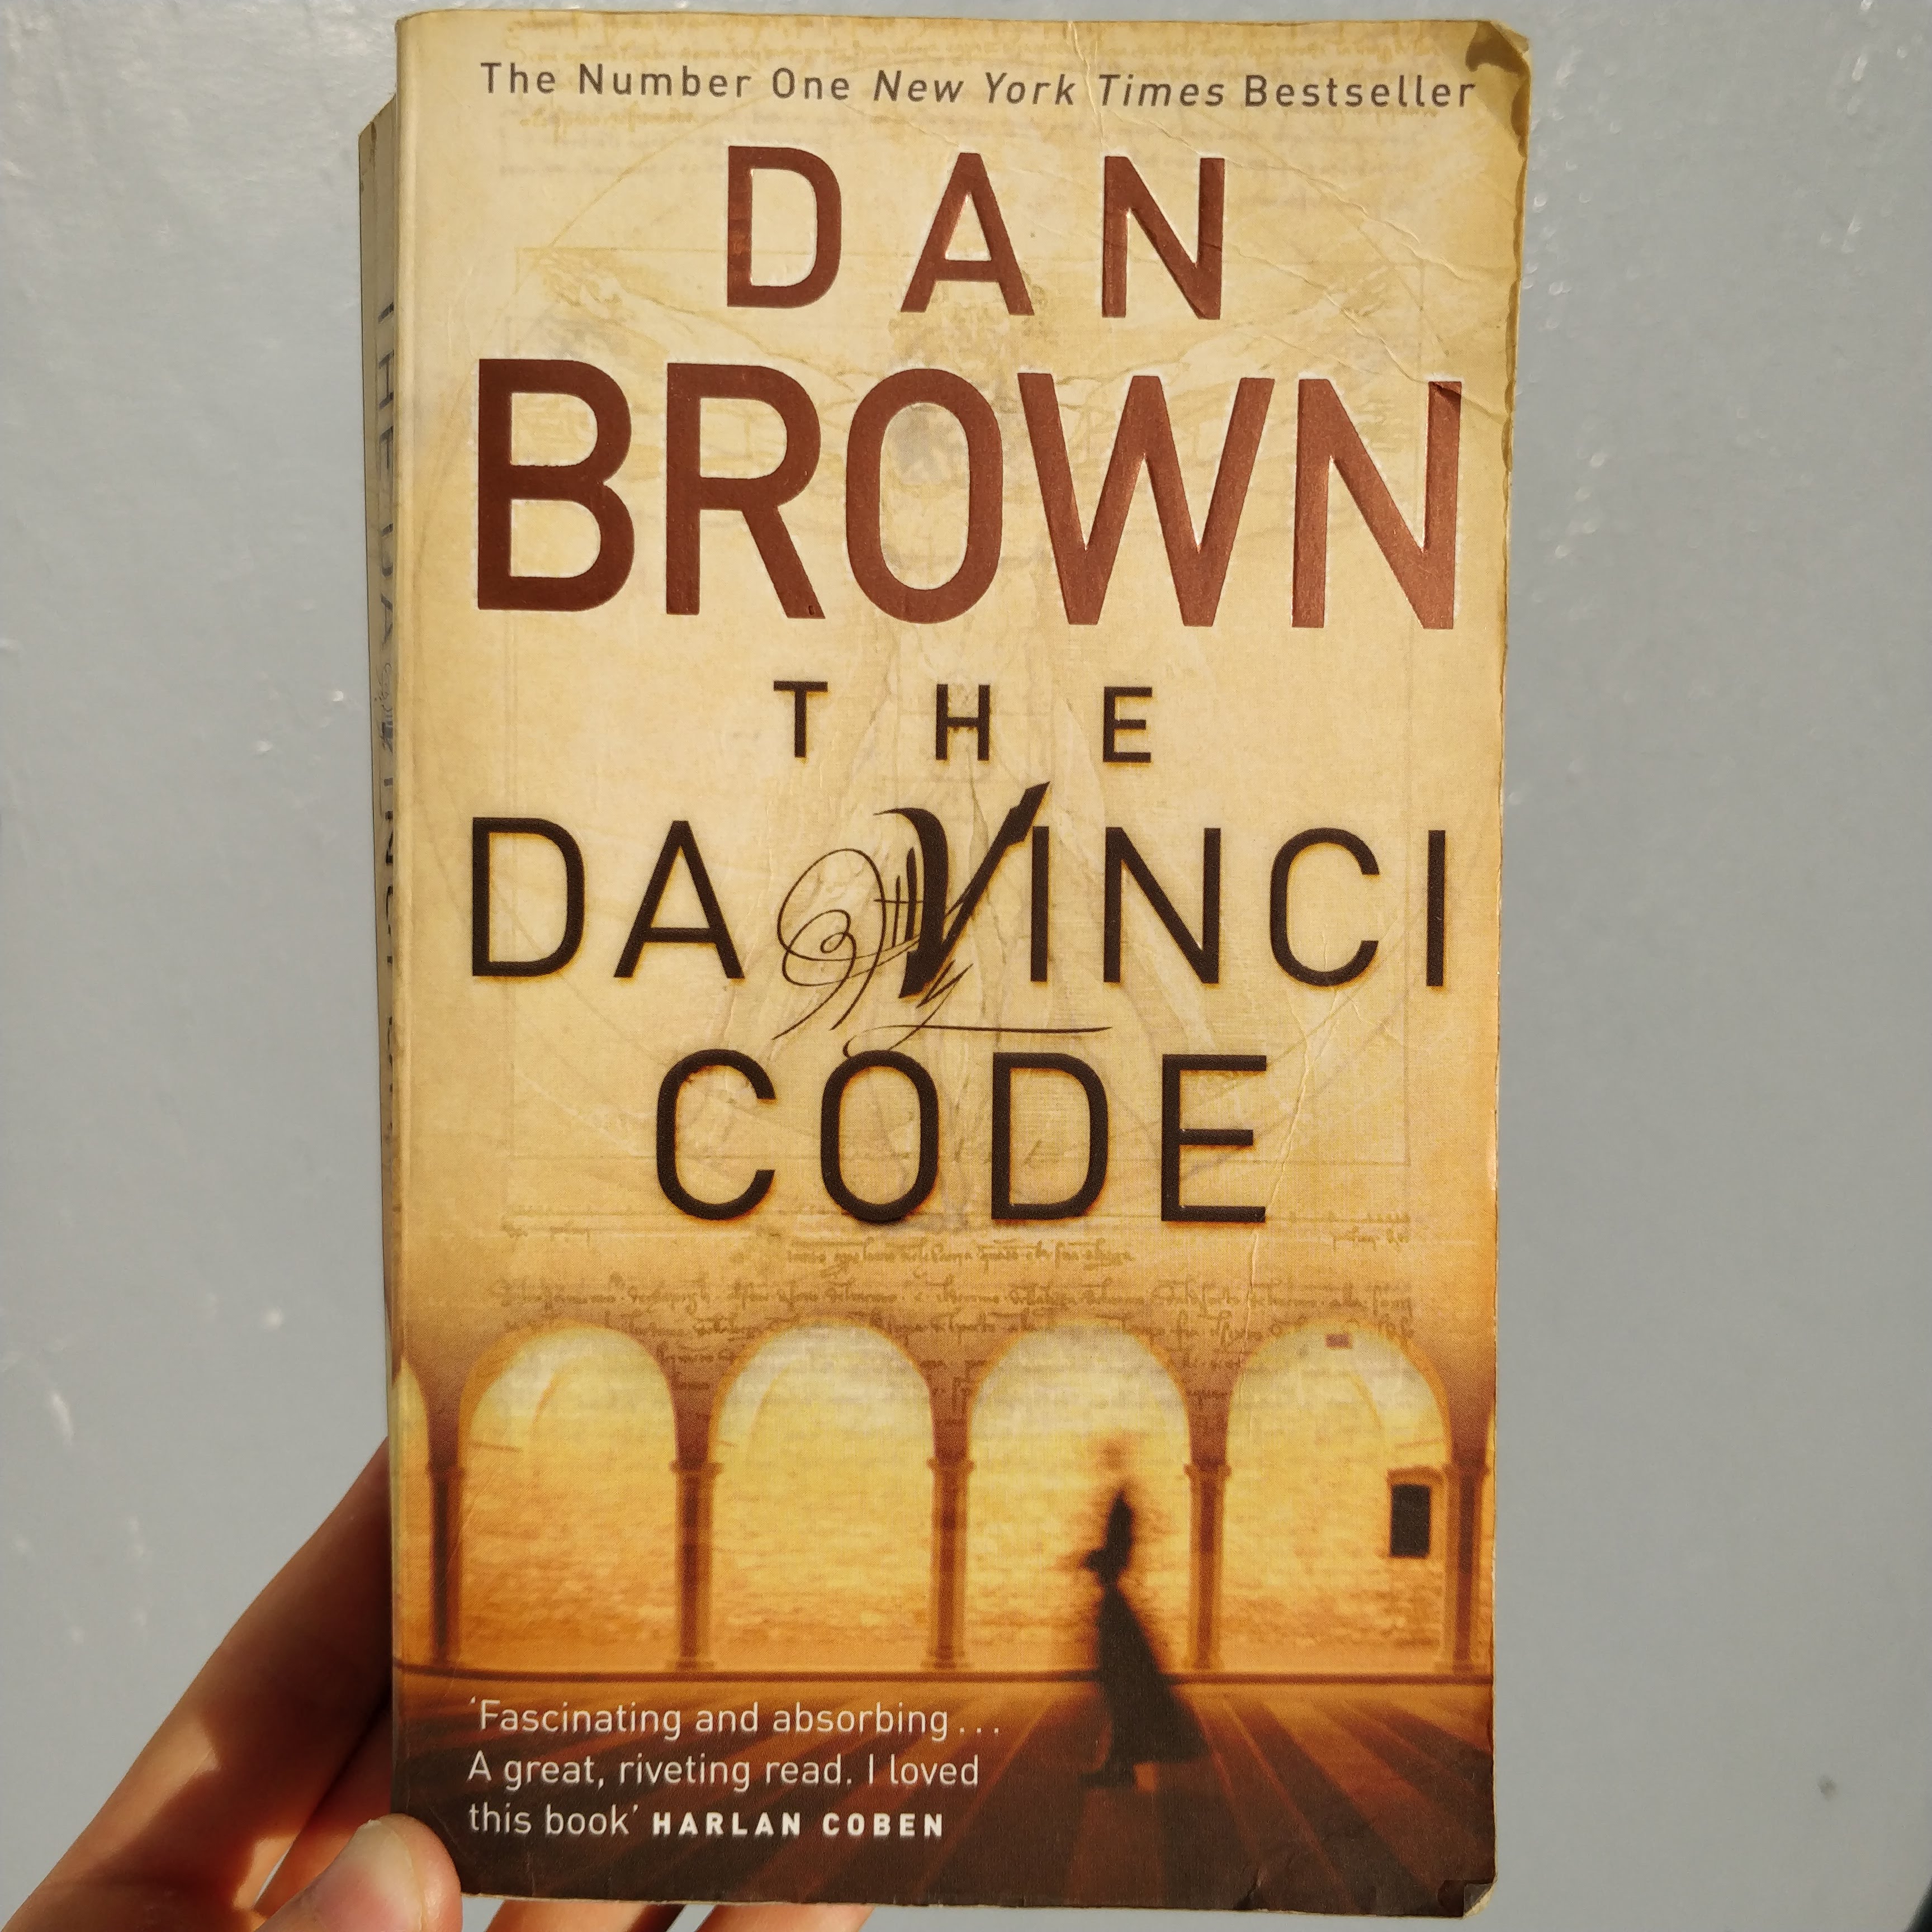 The Number One New York Times Bestseller
DAN
BROWN
THE
DA VINCI
CODE
‘Fascinating and absorbing...
A great, riveting read. I loved
this book’ HARLAN COBEN